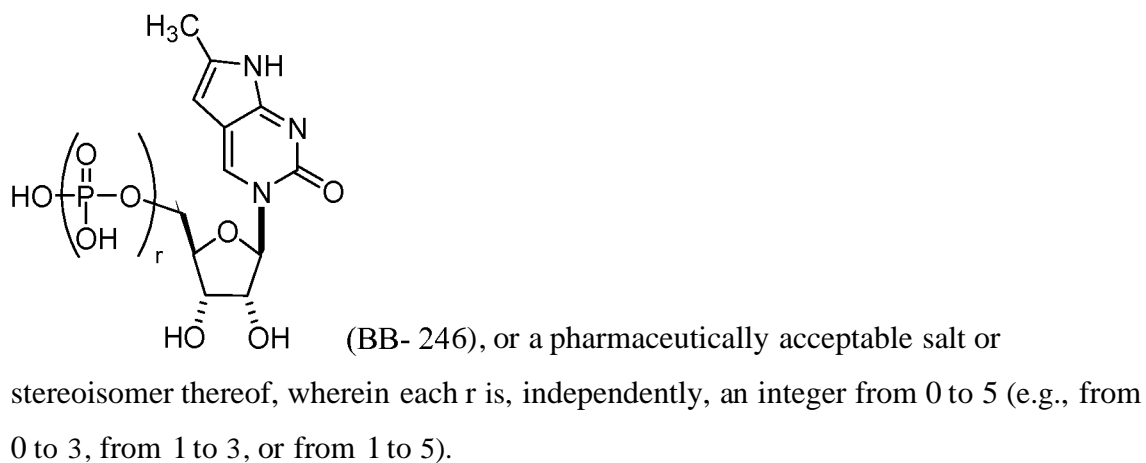 H₃C
NH
N
O
HO
P
O
O
N
OH
r
O
HO
OH
(BB- 246), or a pharmaceutically acceptable salt or
stereoisomer thereof, wherein each r is, independently, an integer from 0 to 5 (e.g., from
0 to 3, from 1 to 3, or from 1 to 5).